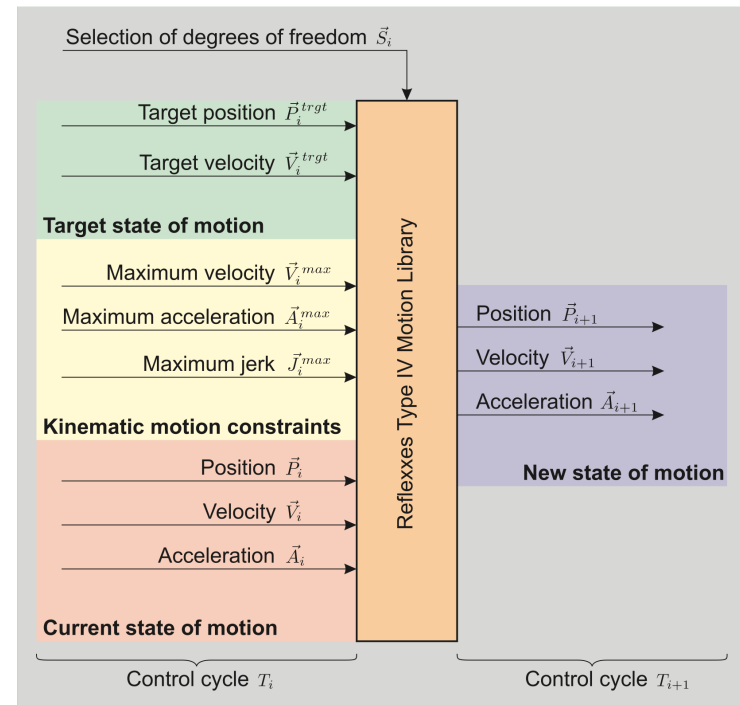 Selection of degrees of freedom $\vec{S}_i$
Target position $\vec{P}_i^{\,trgt}$
Target velocity $\vec{V}_i^{\,trgt}$
Target state of motion
Maximum velocity $\vec{V}_i^{\,max}$
Maximum acceleration $\vec{A}_i^{\,max}$
Maximum jerk $\vec{J}_i^{\,max}$
Kinematic motion constraints
Position $\vec{P}_i$
Velocity $\vec{V}_i$
Acceleration $\vec{A}_i$
Current state of motion
Reflexxes Type IV Motion Library
Position $\vec{P}_{i+1}$
Velocity $\vec{V}_{i+1}$
Acceleration $\vec{A}_{i+1}$
New state of motion
Control cycle $T_i$
Control cycle $T_{i+1}$